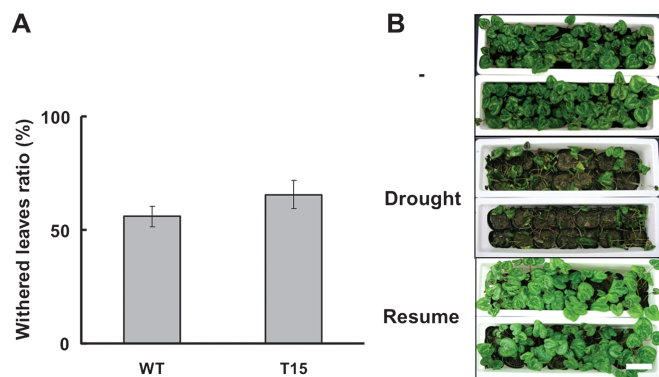 A
B
Withered leaves ratio (%)
100
50
0
WT
T15
-
Drought
Resume